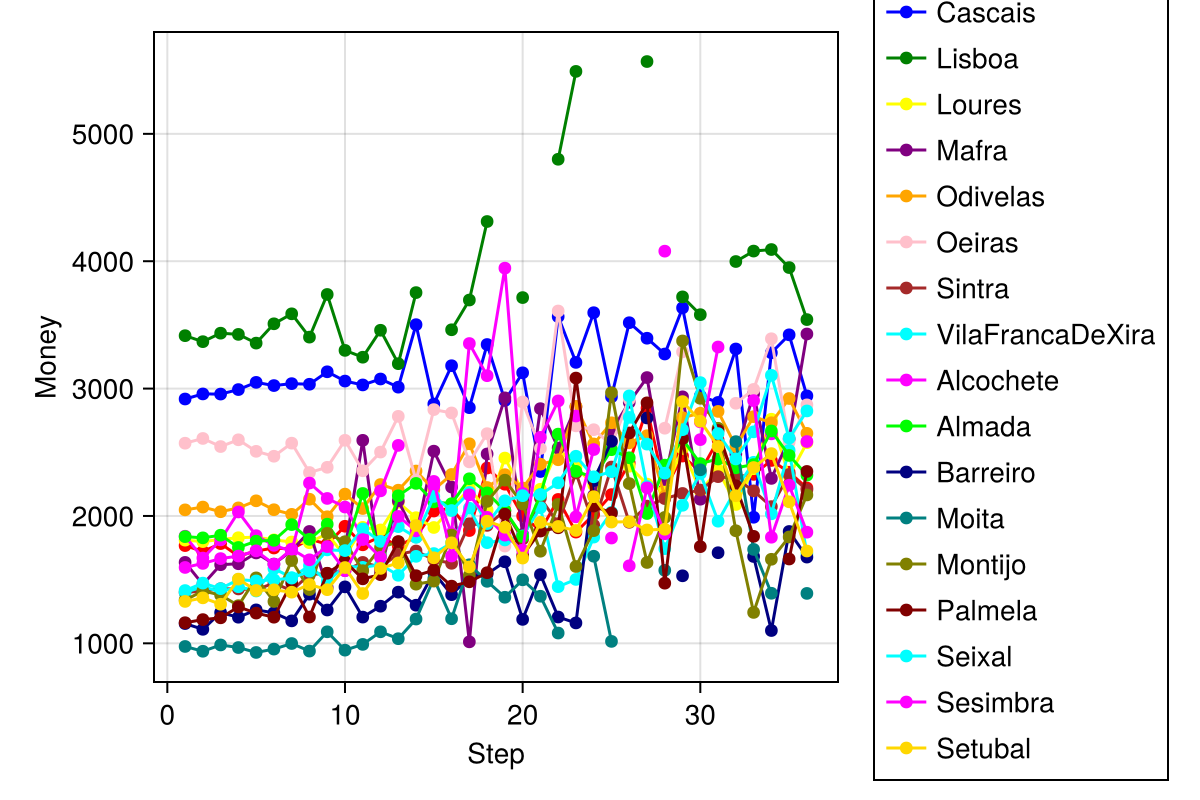 Cascais
Lisboa
Loures
Mafra
Odivelas
Oeiras
Sintra
VilaFrancaDeXira
Alcochete
Almada
Barreiro
Moita
Montijo
Palmela
Seixal
Sesimbra
Setubal
5000
4000
3000
2000
1000
Money
0 10 20 30
Step